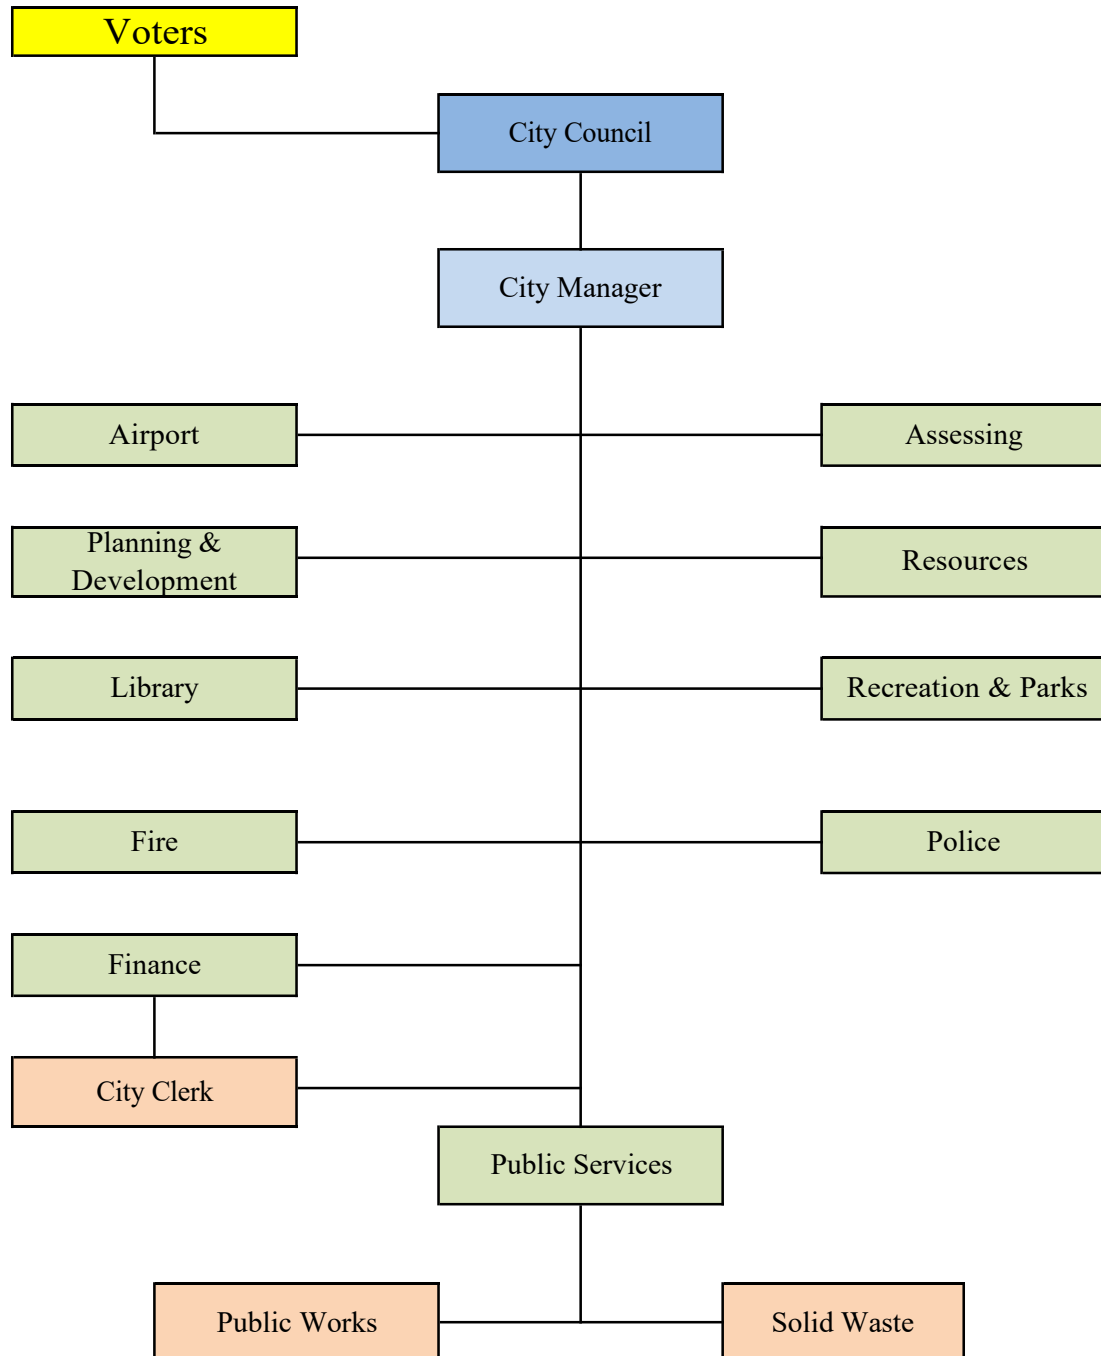 Voters
City Council
City Manager
Airport
Assessing
Planning &
Development
Resources
Library
Recreation & Parks
Fire
Police
Finance
City Clerk
Public Services
Public Works
Solid Waste